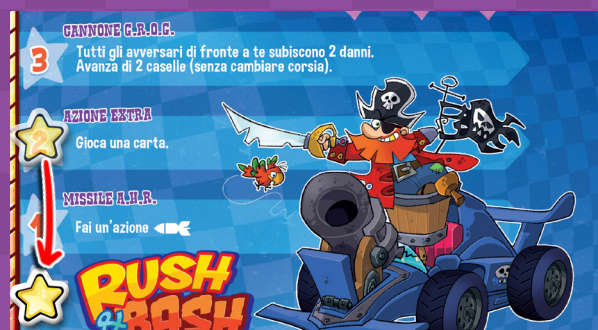 CANNONE G.R.O.G.
3
Tutti gli avversari di fronte a te subiscono 2 danni.
Avanza di 2 caselle (senza cambiare corsia).
AZIONE EXTRA
2
Gioca una carta.
MISSILE A.H.R.
1
Fai un'azione
RUSH
& BASH